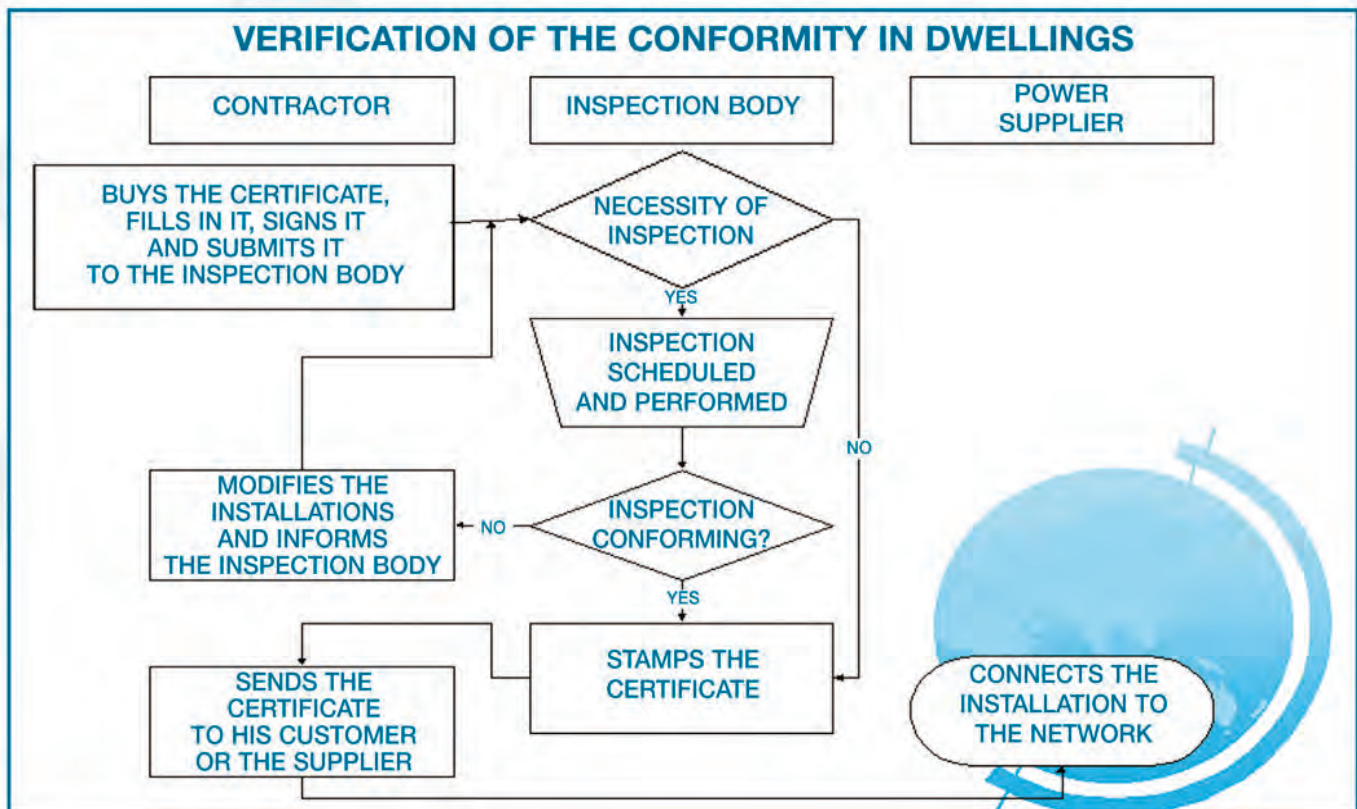 VERIFICATION OF THE CONFORMITY IN DWELLINGS
CONTRACTOR
INSPECTION BODY
POWER
SUPPLIER
BUYS THE CERTIFICATE,
FILLS IN IT, SIGNS IT
AND SUBMITS IT
TO THE INSPECTION BODY
NECESSITY OF
INSPECTION
YES
INSPECTION
SCHEDULED
AND PERFORMED
NO
MODIFIES THE
INSTALLATIONS
AND INFORMS
THE INSPECTION BODY
NO
INSPECTION
CONFORMING?
YES
STAMPS THE
CERTIFICATE
SENDS THE
CERTIFICATE
TO HIS CUSTOMER
OR THE SUPPLIER
CONNECTS THE
INSTALLATION TO
THE NETWORK